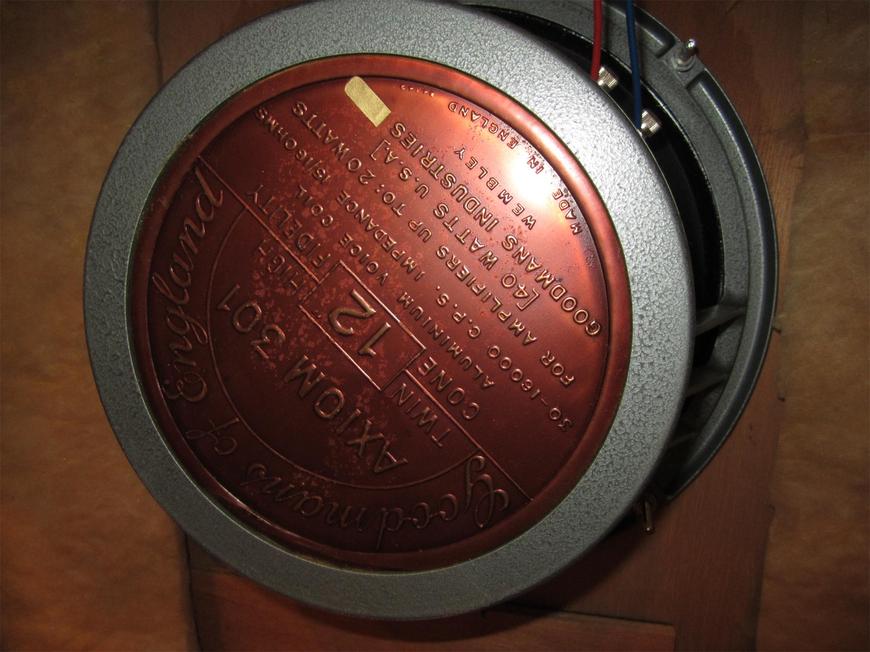 Goodmans of England
AXIOM 301
TWIN CONE
12
HIGH FIDELITY
ALUMINIUM VOICE COIL
30-16000 C.P.S. IMPEDANCE 15/16 OHMS
FOR AMPLIFIERS UP TO: 20 WATTS
[40 WATTS U.S.A]
GOODMANS INDUSTRIES
WEMBLEY
MADE IN ENGLAND